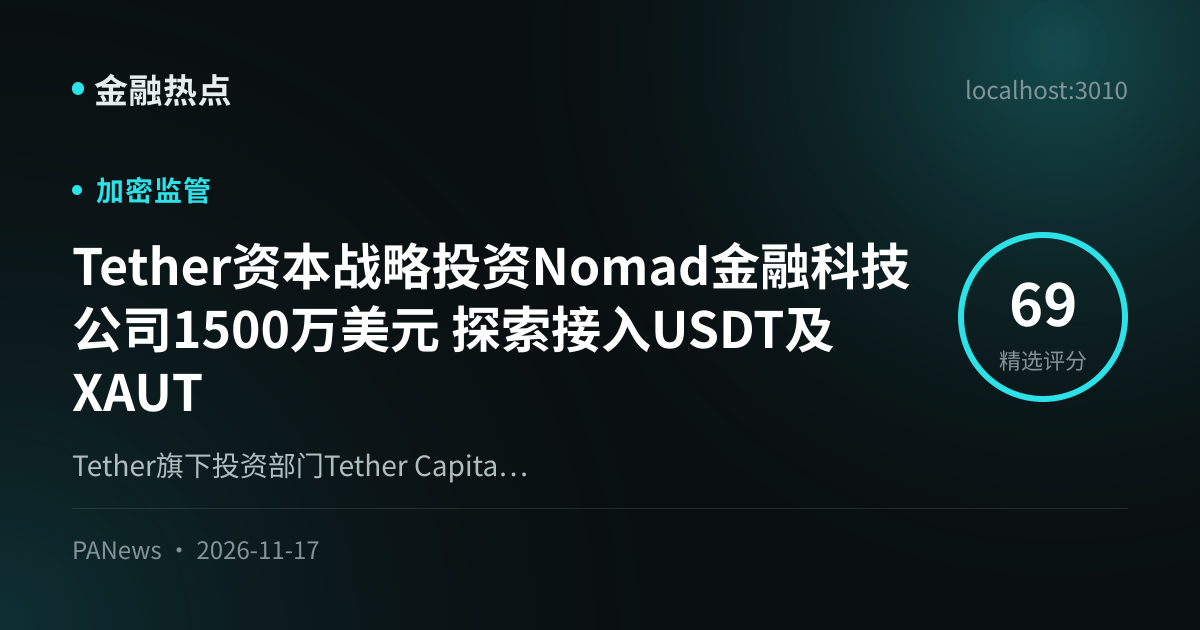 金融热点
localhost:3010
加密监管
Tether资本战略投资Nomad金融科技
公司1500万美元 探索接入USDT及
XAUT
69
精选评分
Tether旗下投资部门Tether Capita…
PANews • 2026-11-17